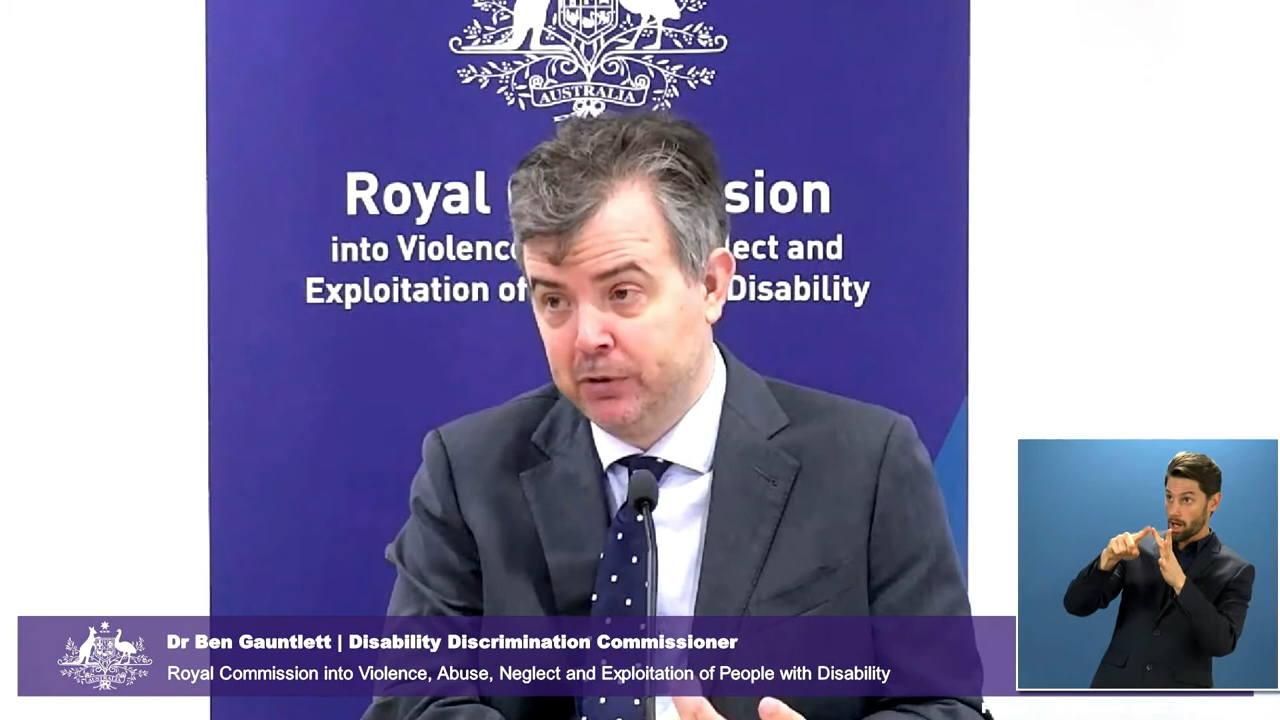 AUSTRALIA
Royal sion
into Violence lect and
Exploitation of Disability
Dr Ben Gauntlett | Disability Discrimination Commissioner
Royal Commission into Violence, Abuse, Neglect and Exploitation of People with Disability